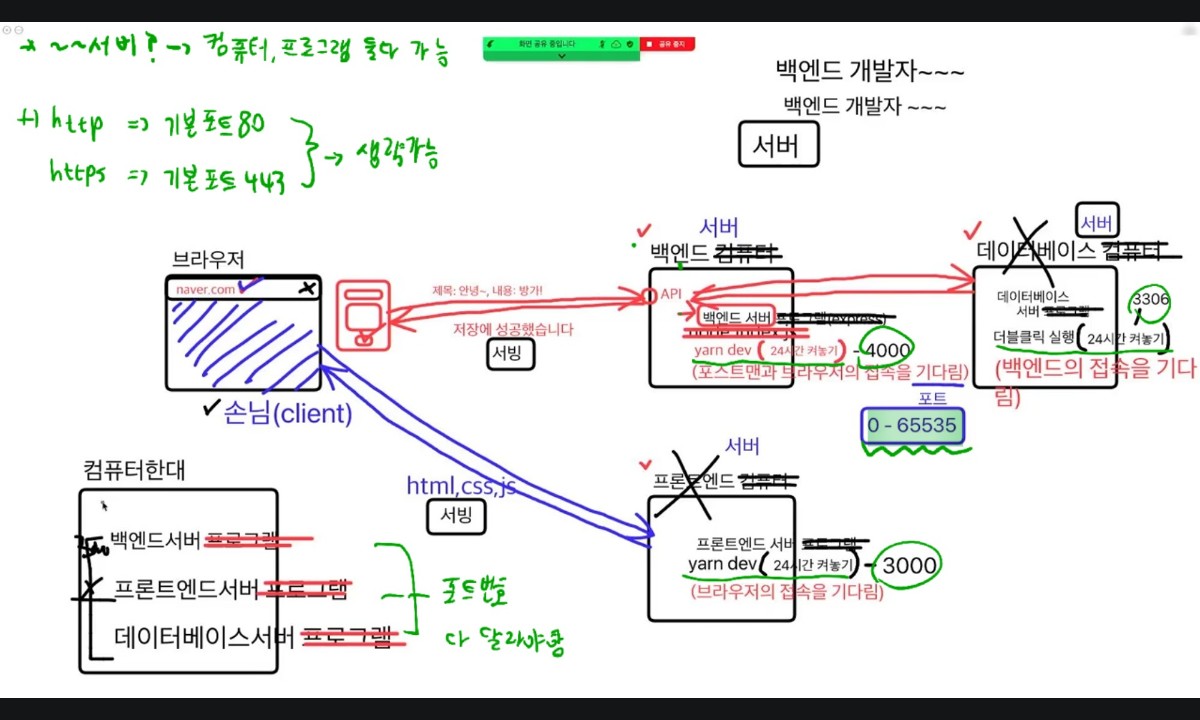 * ~~서버? → 컴퓨터, 프로그램 둘다 가능
화면 공유 중입니다
공유 중지
+) http => 기본포트 80
https => 기본포트 443
→ 생략가능
백엔드 개발자~~~
백엔드 개발자 ~~~
서버
브라우저
naver.com
손님(client)
제목: 안녕~, 내용: 방가!
저장에 성공했습니다
서빙
서버
백엔드 컴퓨터
API
백엔드 서버 프로그램(express)
yarn dev (24시간 켜놓기) - 4000
(포스트맨과 브라우저의 접속을 기다림)
포트
0 - 65535
서버
데이터베이스 컴퓨터
데이터베이스
서버 프로그램
3306
더블클릭 실행 (24시간 켜놓기)
(백엔드의 접속을 기다
림)
html,css,js
서빙
서버
프론트엔드 컴퓨터
프론트엔드 서버 프로그램
yarn dev (24시간 켜놓기) - 3000
(브라우저의 접속을 기다림)
컴퓨터한대
백엔드서버 프로그램
프론트엔드서버 프로그램
데이터베이스서버 프로그램
포트번호
다 달라야함